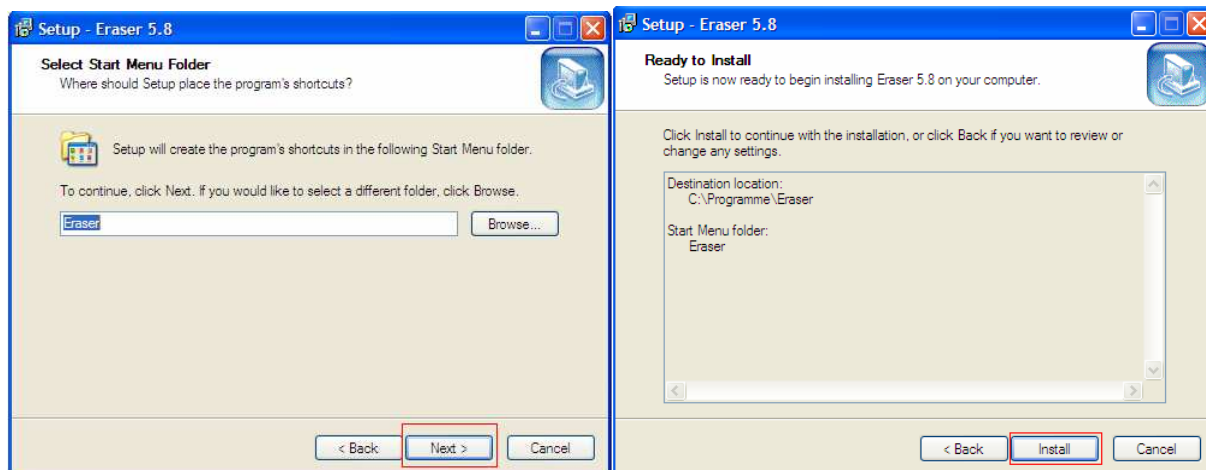 Setup - Eraser 5.8
Select Start Menu Folder
Where should Setup place the program's shortcuts?
Setup will create the program's shortcuts in the following Start Menu folder.
To continue, click Next. If you would like to select a different folder, click Browse.
Eraser
Browse...
< Back
Next >
Cancel
Setup - Eraser 5.8
Ready to Install
Setup is now ready to begin installing Eraser 5.8 on your computer.
Click Install to continue with the installation, or click Back if you want to review or
change any settings.
Destination location:
C:\Programme\Eraser
Start Menu folder:
Eraser
< Back
Install
Cancel